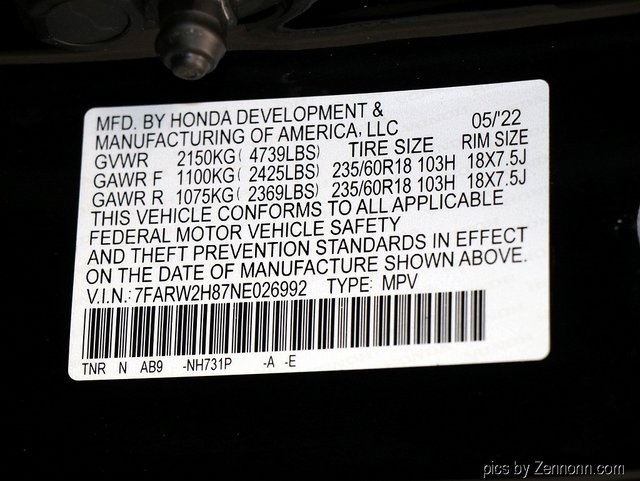 MFD. BY HONDA DEVELOPMENT &
MANUFACTURING OF AMERICA, LLC 05/'22
GVWR 2150KG( 4739LBS) TIRE SIZE RIM SIZE
GAWR F 1100KG( 2425LBS) 235/60R18 103H 18X7.5J
GAWR R 1075KG( 2369LBS) 235/60R18 103H 18X7.5J
THIS VEHICLE CONFORMS TO ALL APPLICABLE
FEDERAL MOTOR VEHICLE SAFETY
AND THEFT PREVENTION STANDARDS IN EFFECT
ON THE DATE OF MANUFACTURE SHOWN ABOVE.
V.I.N.: 7FARW2H87NE026992 TYPE: MPV
TNR N AB9 -NH731P -A -E
pics by Zennonn.com